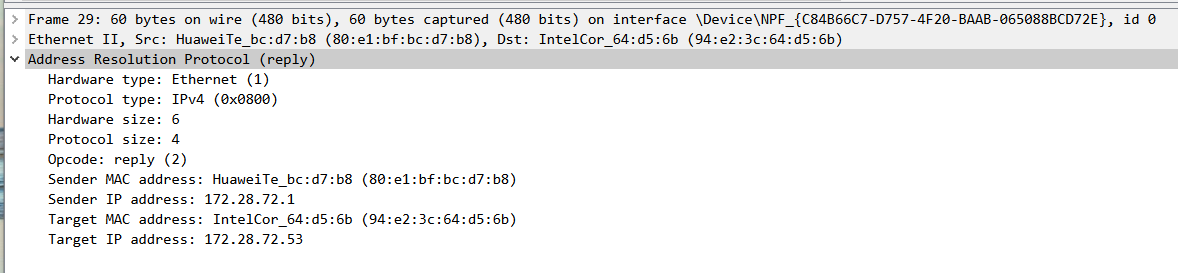 Frame 29: 60 bytes on wire (480 bits), 60 bytes captured (480 bits) on interface \Device\NPF_{C84B66C7-D757-4F20-BAAB-065088BCD72E}, id 0
Ethernet II, Src: HuaweiTe_bc:d7:b8 (80:e1:bf:bc:d7:b8), Dst: IntelCor_64:d5:6b (94:e2:3c:64:d5:6b)
Address Resolution Protocol (reply)
Hardware type: Ethernet (1)
Protocol type: IPv4 (0x0800)
Hardware size: 6
Protocol size: 4
Opcode: reply (2)
Sender MAC address: HuaweiTe_bc:d7:b8 (80:e1:bf:bc:d7:b8)
Sender IP address: 172.28.72.1
Target MAC address: IntelCor_64:d5:6b (94:e2:3c:64:d5:6b)
Target IP address: 172.28.72.53